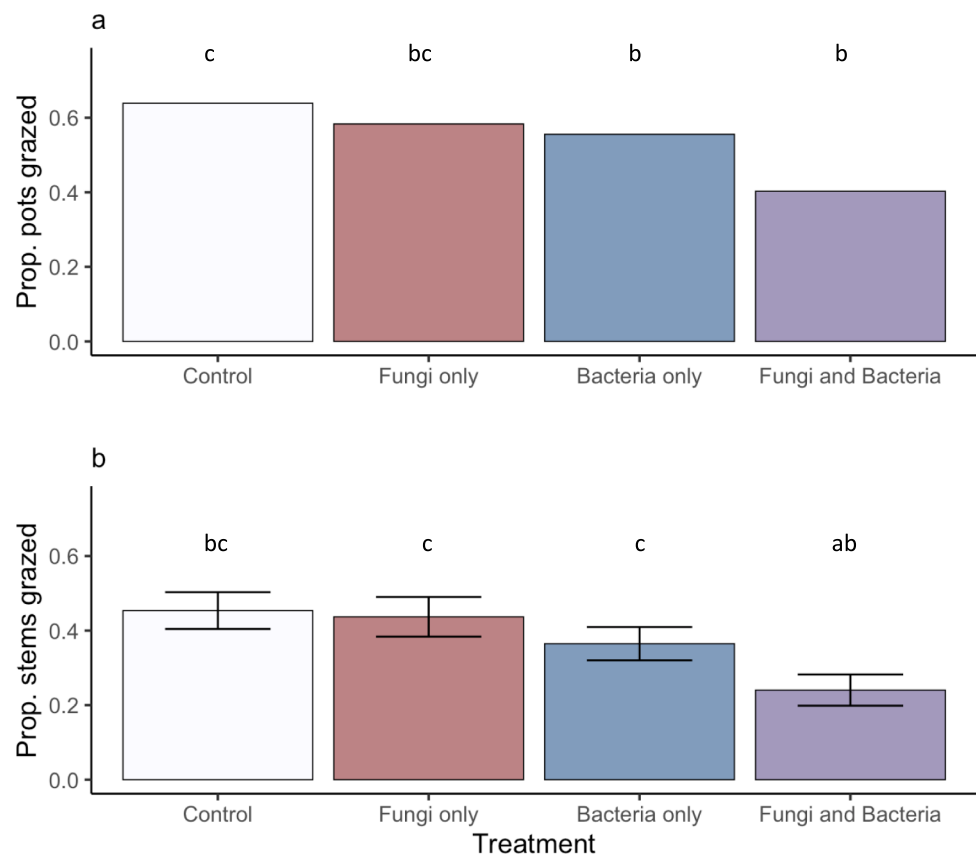 a
c bc b b
Prop. pots grazed
0.6
0.4
0.2
0.0
Control Fungi only Bacteria only Fungi and Bacteria
b
bc c c ab
Prop. stems grazed
0.6
0.4
0.2
0.0
Control Fungi only Bacteria only Fungi and Bacteria
Treatment